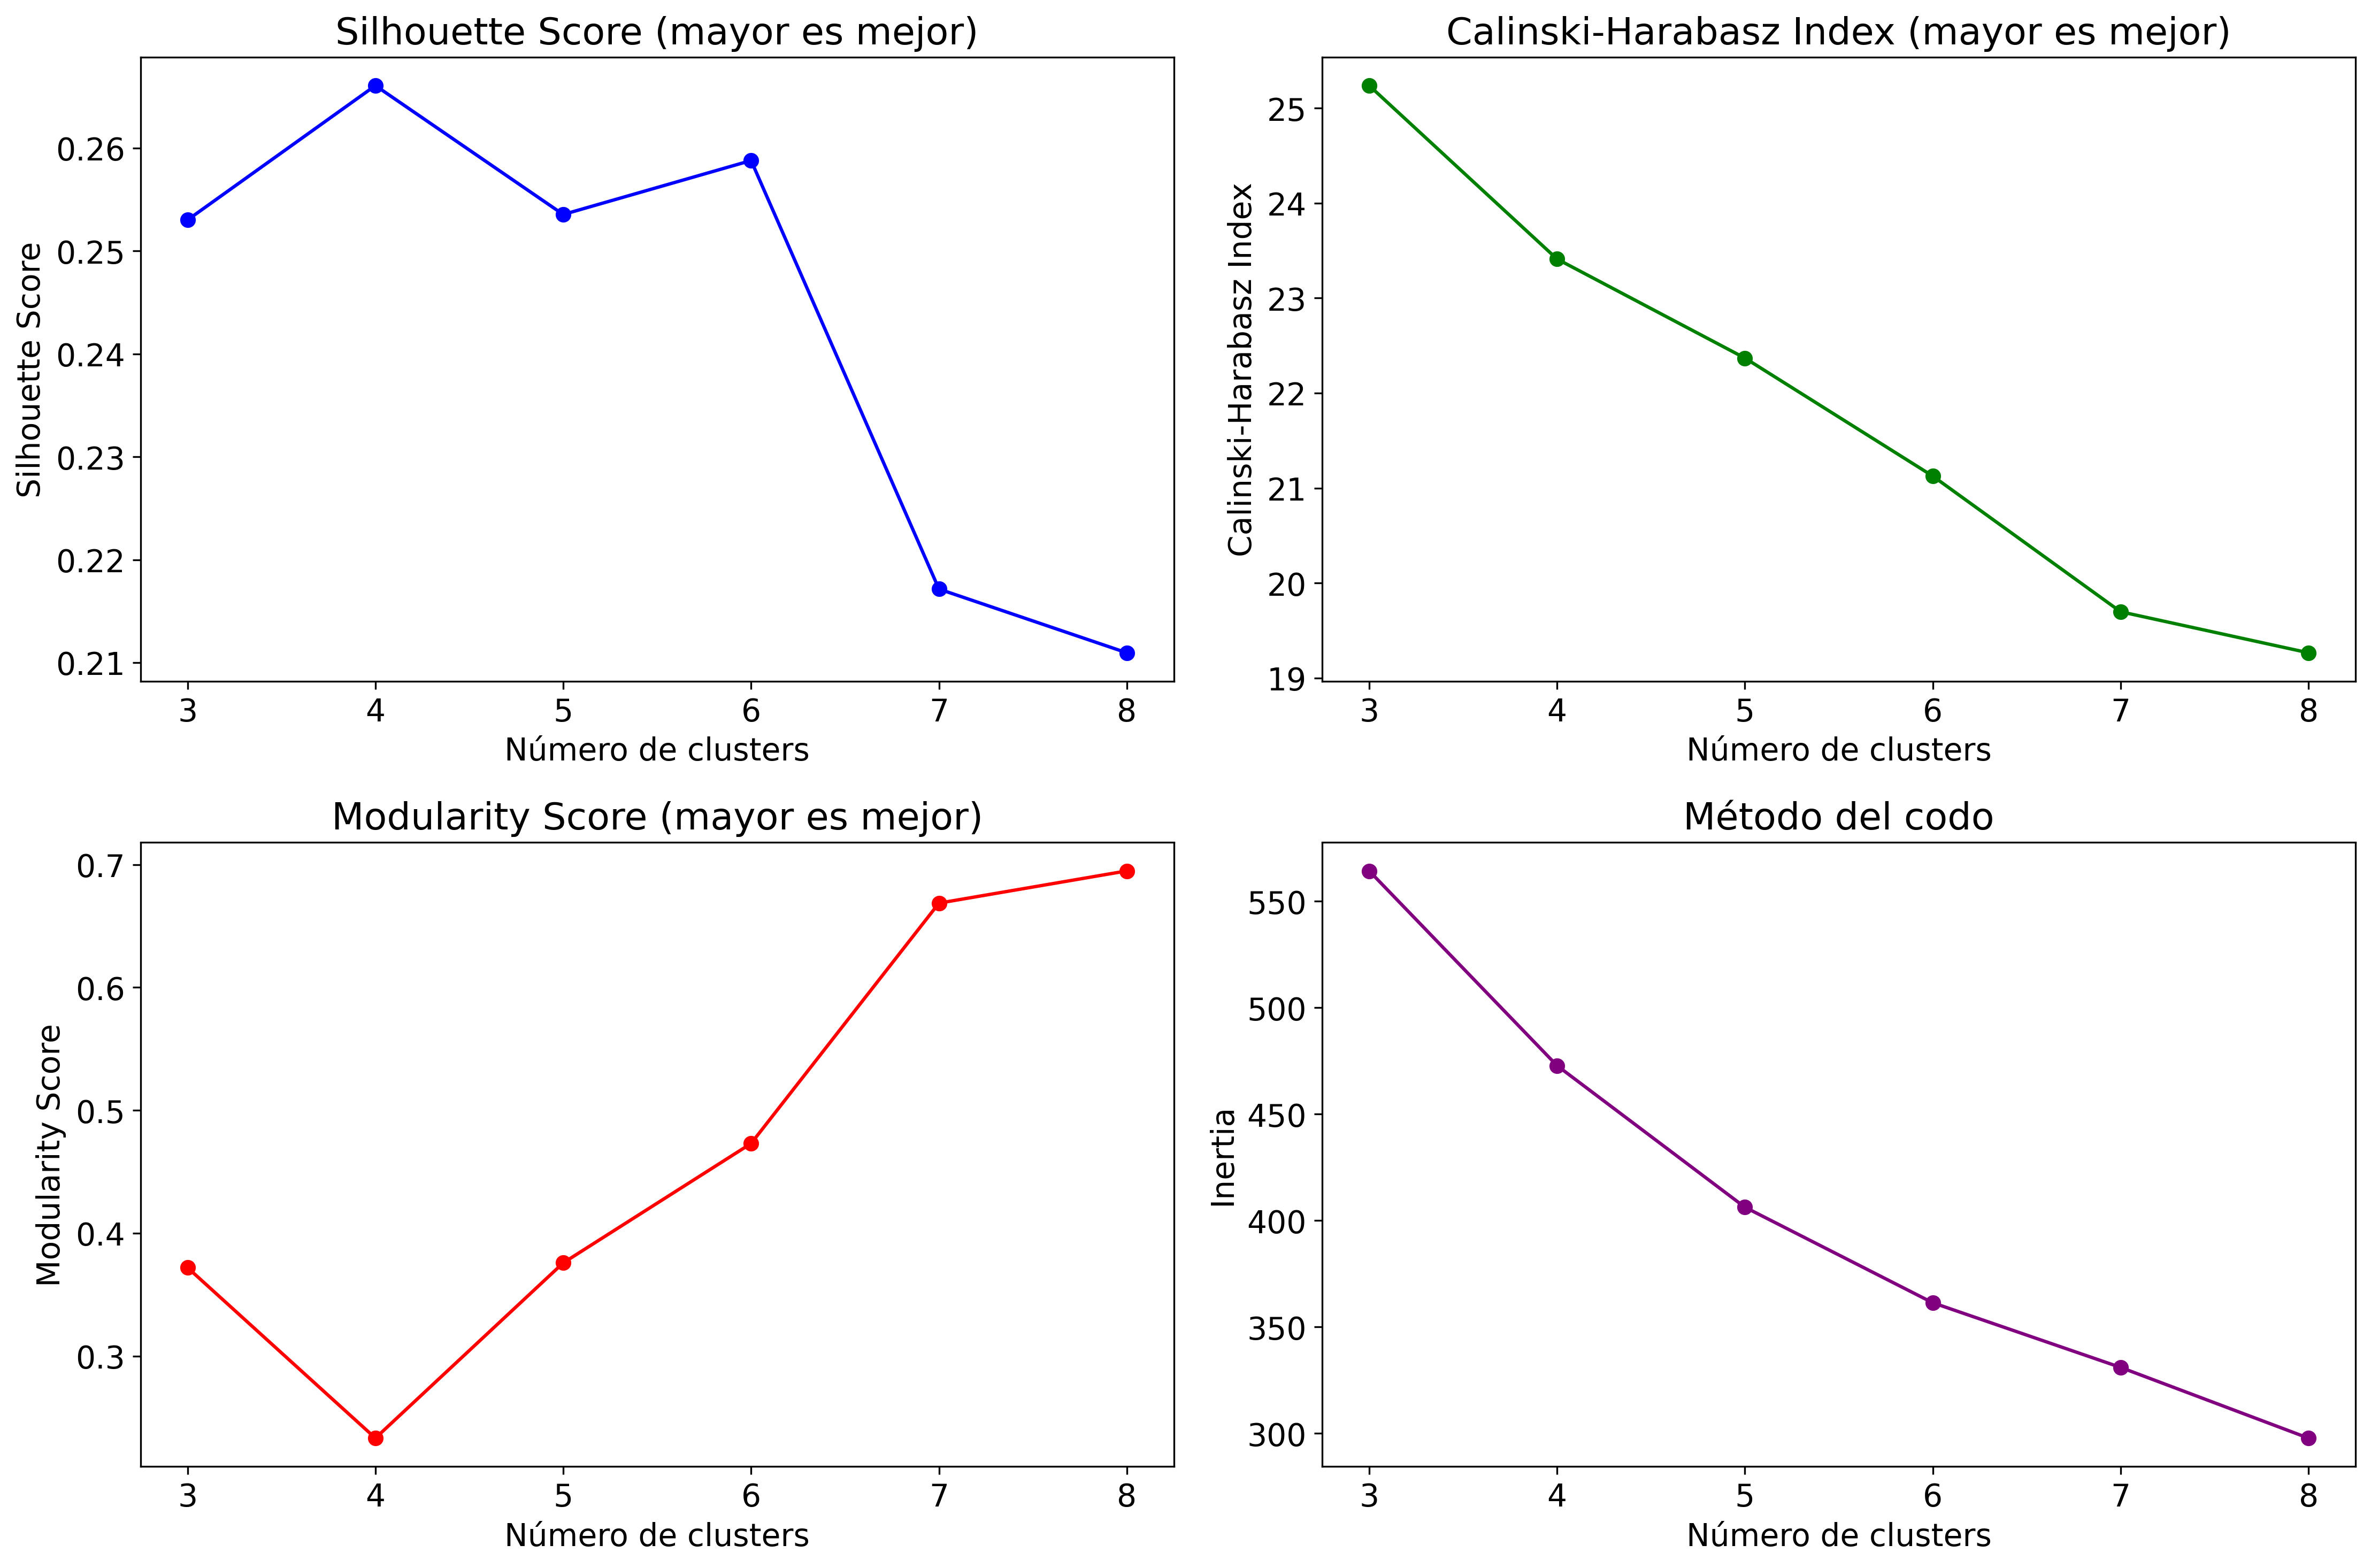 Silhouette Score (mayor es mejor)
Silhouette Score
0.26
0.25
0.24
0.23
0.22
0.21
3 4 5 6 7 8
Número de clusters
Calinski-Harabasz Index (mayor es mejor)
Calinski-Harabasz Index
25
24
23
22
21
20
19
3 4 5 6 7 8
Número de clusters
Modularity Score (mayor es mejor)
Modularity Score
0.7
0.6
0.5
0.4
0.3
3 4 5 6 7 8
Número de clusters
Método del codo
Inertia
550
500
450
400
350
300
3 4 5 6 7 8
Número de clusters